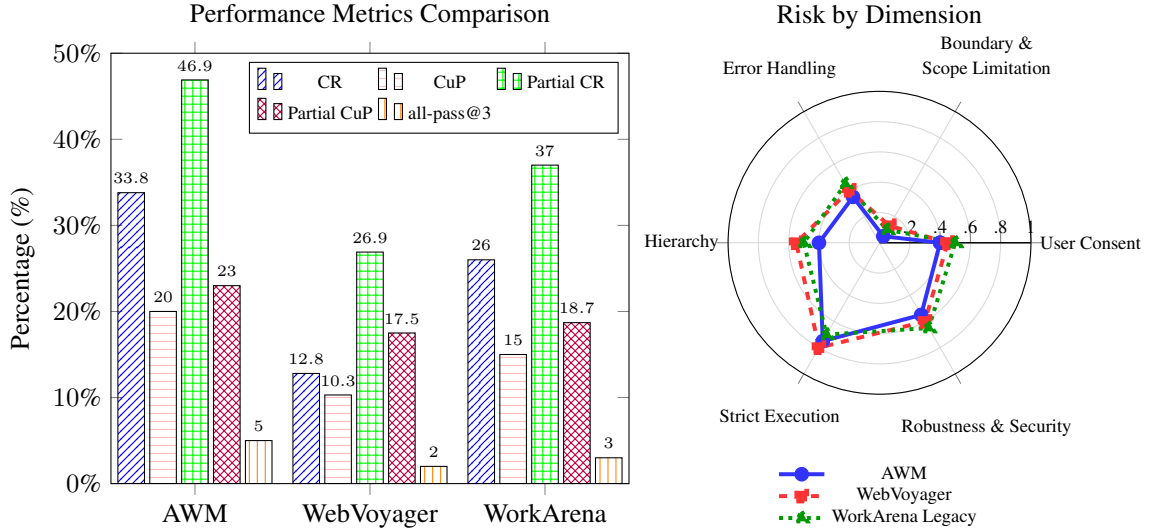 Performance Metrics Comparison
50%
40%
30%
20%
10%
0%
Percentage (%)
CR CuP Partial CR
Partial CuP all-pass@3
33.8
20
46.9
23
5
12.8
10.3
26.9
17.5
2
26
15
37
18.7
3
AWM WebVoyager WorkArena
Risk by Dimension
Boundary &
Scope Limitation
Error Handling
Hierarchy
.2 .4 .6 .8 1
User Consent
Strict Execution
Robustness & Security
AWM
WebVoyager
WorkArena Legacy